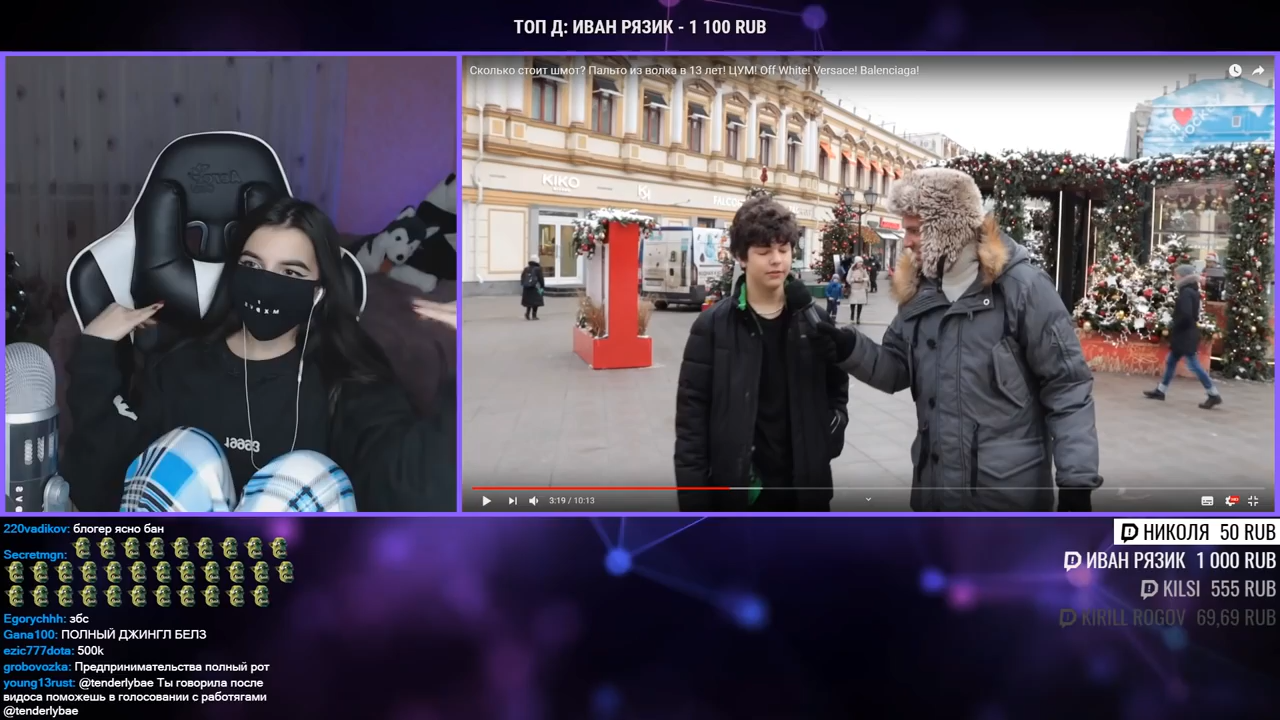 ТОП Д: ИВАН РЯЗИК - 1 100 RUB
Сколько стоит шмот? Пальто из волка в 13 лет! ЦУМ! Off White! Versace! Balenciaga!
KIKO
3:19 / 10:13
220vadikov: блогер ясно бан
Secretmgn:
Egorychhh: збс
Gana100: ПОЛНЫЙ ДЖИНГЛ БЕЛЗ
ezic777dota: 500k
grobovozka: Предпринимательства полный рот
young13rust: @tenderlybae Ты говорила после
видоса поможешь в голосовании с работягами
@tenderlybae
НИКОЛЯ 50 RUB
ИВАН РЯЗИК 1 000 RUB
KILSI 555 RUB
KIRILL ROGOV 69,69 RUB